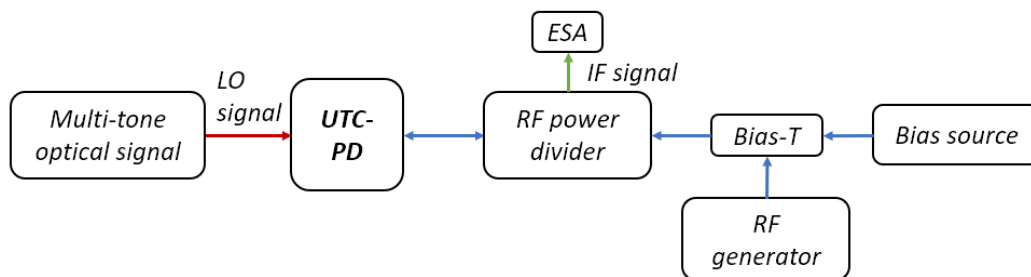 ESA
LO
signal
IF signal
Multi-tone
optical signal
UTC-
PD
RF power
divider
Bias-T
Bias source
RF
generator